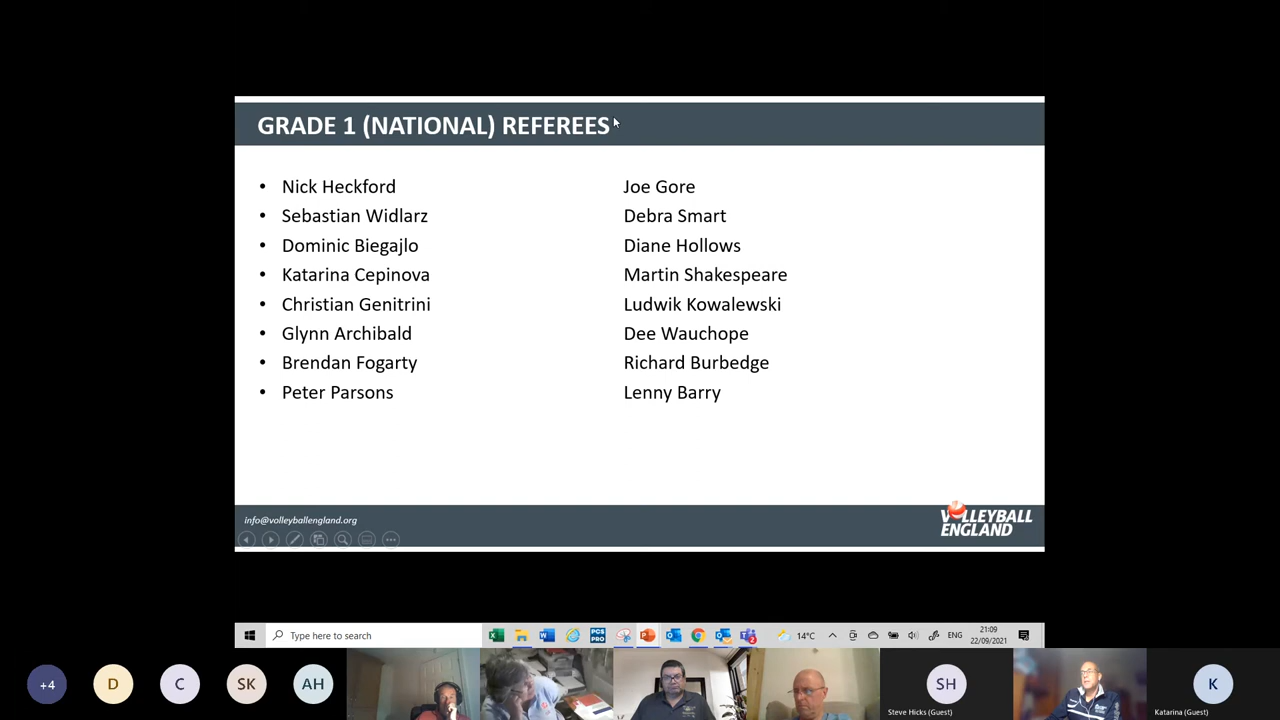 GRADE 1 (NATIONAL) REFEREES
• Nick Heckford
• Sebastian Widlarz
• Dominic Biegajlo
• Katarina Cepinova
• Christian Genitrini
• Glynn Archibald
• Brendan Fogarty
• Peter Parsons
Joe Gore
Debra Smart
Diane Hollows
Martin Shakespeare
Ludwik Kowalewski
Dee Wauchope
Richard Burbedge
Lenny Barry
info@volleyballengland.org
VOLLEYBALL
ENGLAND
Type here to search
PCS
PRO
14°C
ENG
21:09
22/09/2021
+4
D
C
SK
AH
SH
Steve Hicks (Guest)
K
Katarina (Guest)